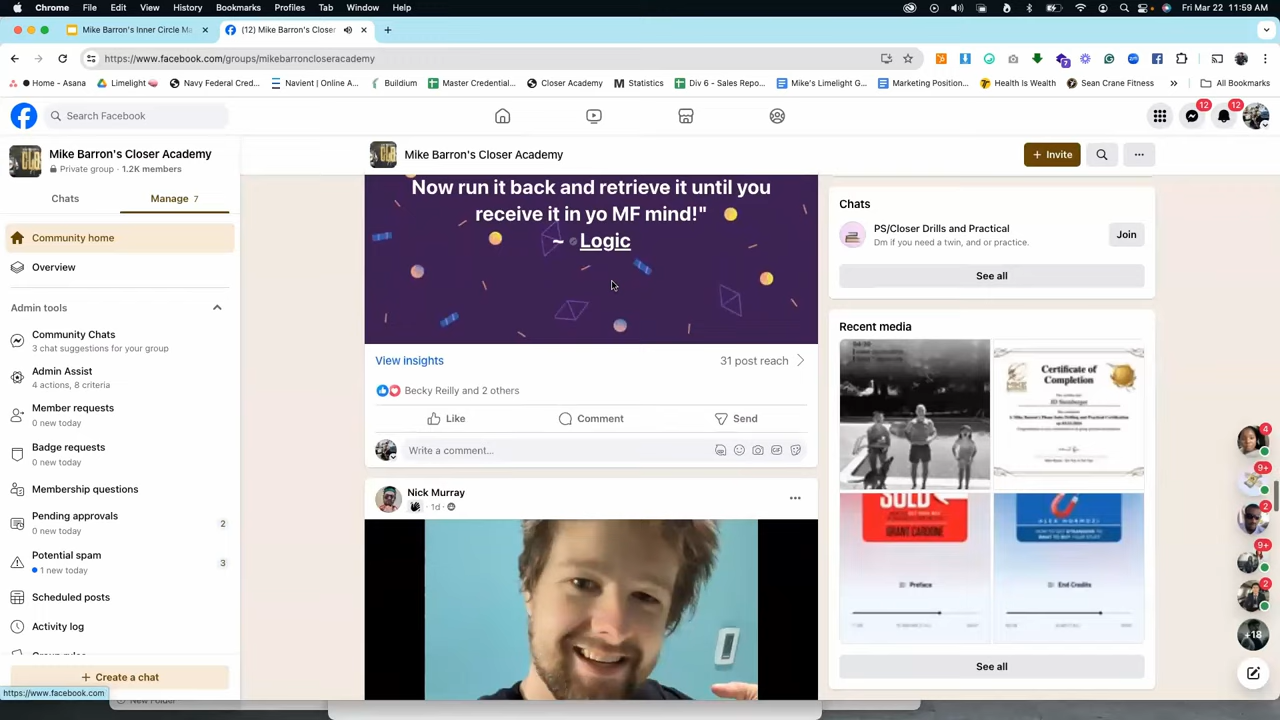 Chrome File Edit View History Bookmarks Profiles Tab Window Help
Fri Mar 22 11:59 AM
Mike Barron's Inner Circle Ma
(12) Mike Barron's Closer
https://www.facebook.com/groups/mikebarroncloseracademy
Home - Asana
Limelight
Navy Federal Cred...
Navient | Online A...
Buildium
Master Credential...
Closer Academy
Statistics
Div 6 - Sales Repo...
Mike's Limelight G...
Marketing Position...
Health Is Wealth
Sean Crane Fitness
All Bookmarks
Search Facebook
12
12
Mike Barron's Closer Academy
Private group · 1.2K members
Chats
Manage 7
Community home
Overview
Admin tools
Community Chats
3 chat suggestions for your group
Admin Assist
4 actions, 8 criteria
Member requests
0 new today
Badge requests
0 new today
Membership questions
Pending approvals
0 new today
2
Potential spam
1 new today
3
Scheduled posts
Activity log
+ Create a chat
https://www.facebook.com
New Folder
Mike Barron's Closer Academy
+ Invite
Now run it back and retrieve it until you
receive it in yo MF mind!"
~ Logic
View insights
31 post reach
Becky Reilly and 2 others
Like
Comment
Send
Write a comment...
Nick Murray
· 1d ·
Chats
PS/Closer Drills and Practical
Dm if you need a twin, and or practice.
Join
See all
Recent media
Certificate of
Completion
SOLD
GRANT CARDONE
Preface
ALEX HORMOZI
End Credits
See all
4
9+
2
9+
2
+18